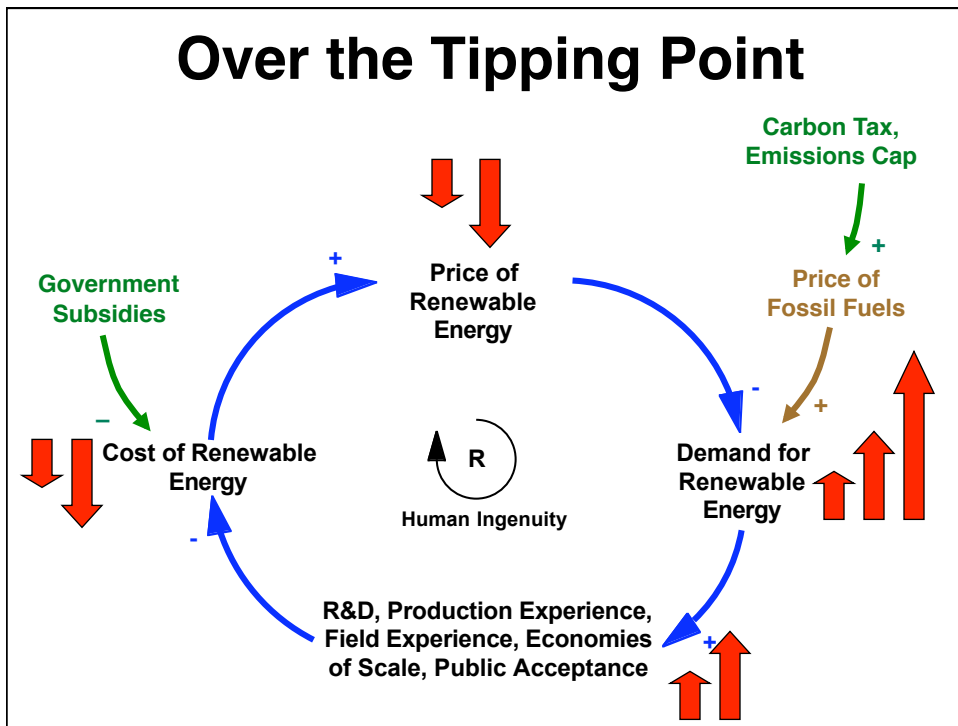 Over the Tipping Point
Carbon Tax,
Emissions Cap
+
+
Price of
Renewable
Energy
Price of
Fossil Fuels
Government
Subsidies
-
+
–
Cost of Renewable
Energy
R
Human Ingenuity
Demand for
Renewable
Energy
-
R&D, Production Experience,
Field Experience, Economies
of Scale, Public Acceptance
+